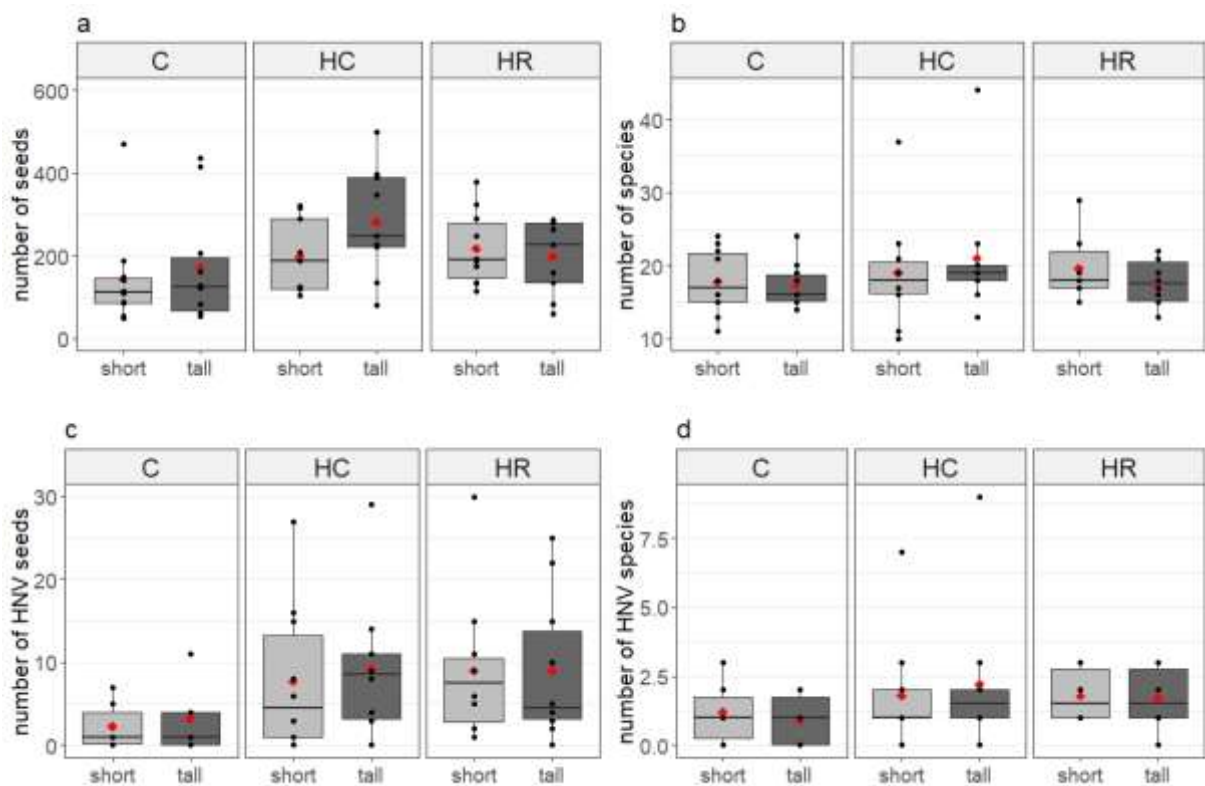 a
C HC HR
number of seeds
600
400
200
0
short tall short tall short tall
b
C HC HR
number of species
40
30
20
10
short tall short tall short tall
c
C HC HR
number of HNV seeds
30
20
10
0
short tall short tall short tall
d
C HC HR
number of HNV species
7.5
5.0
2.5
0.0
short tall short tall short tall